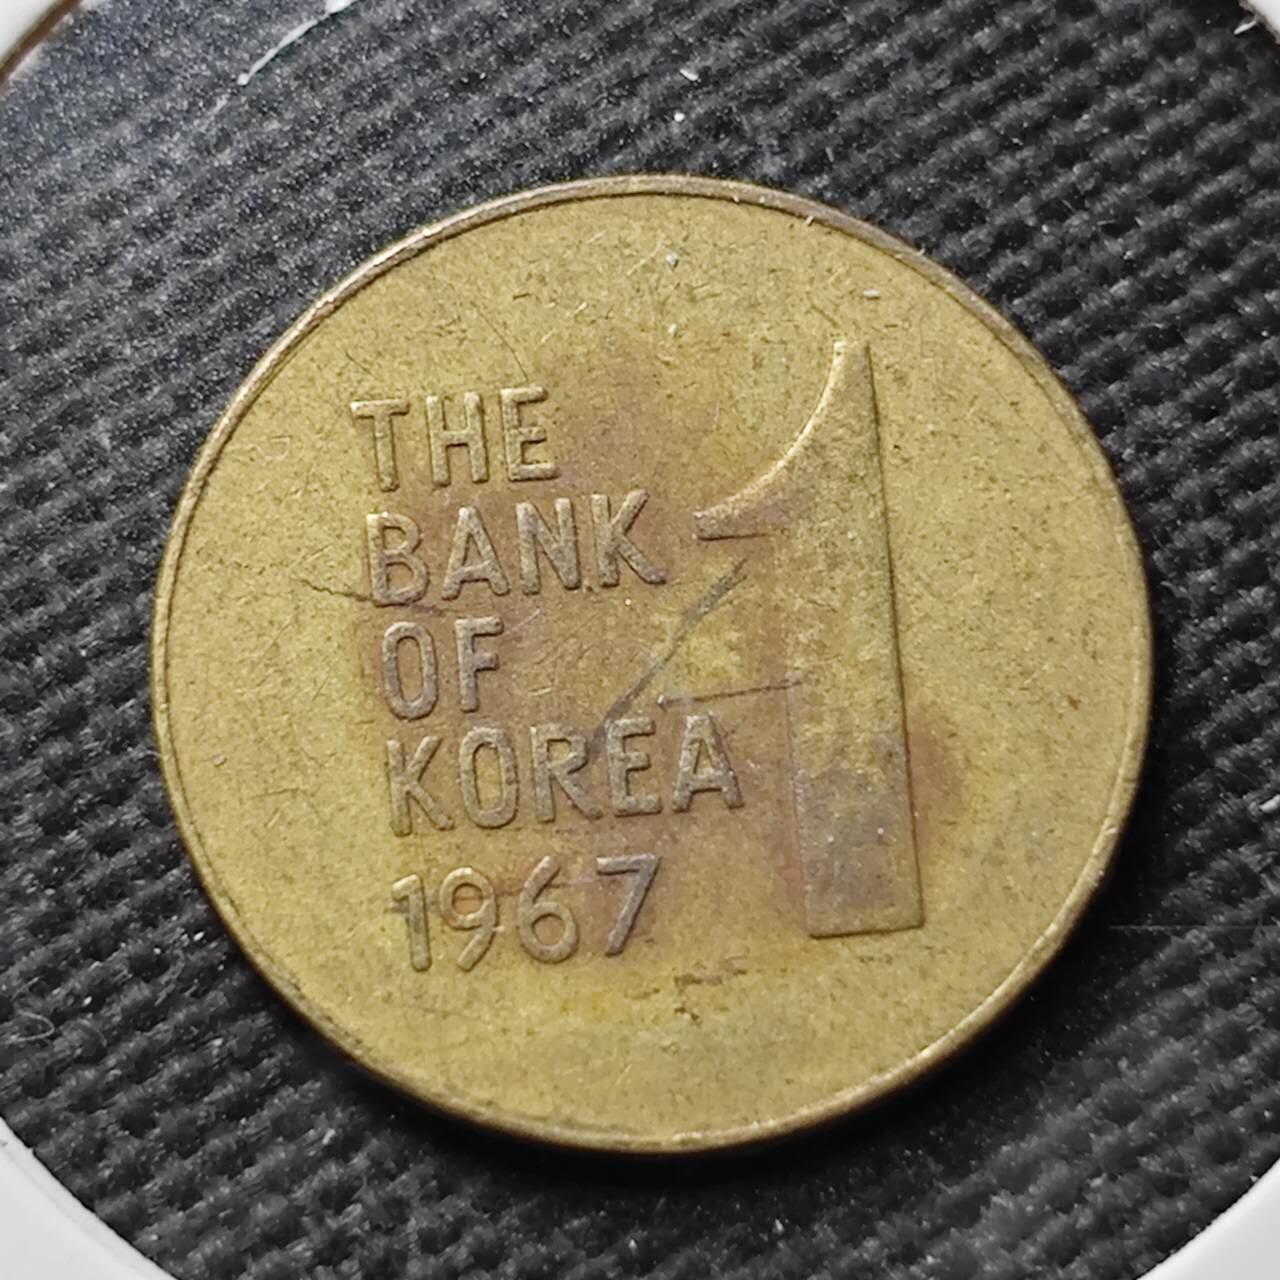 THE
BANK
OF
KOREA
1967
1